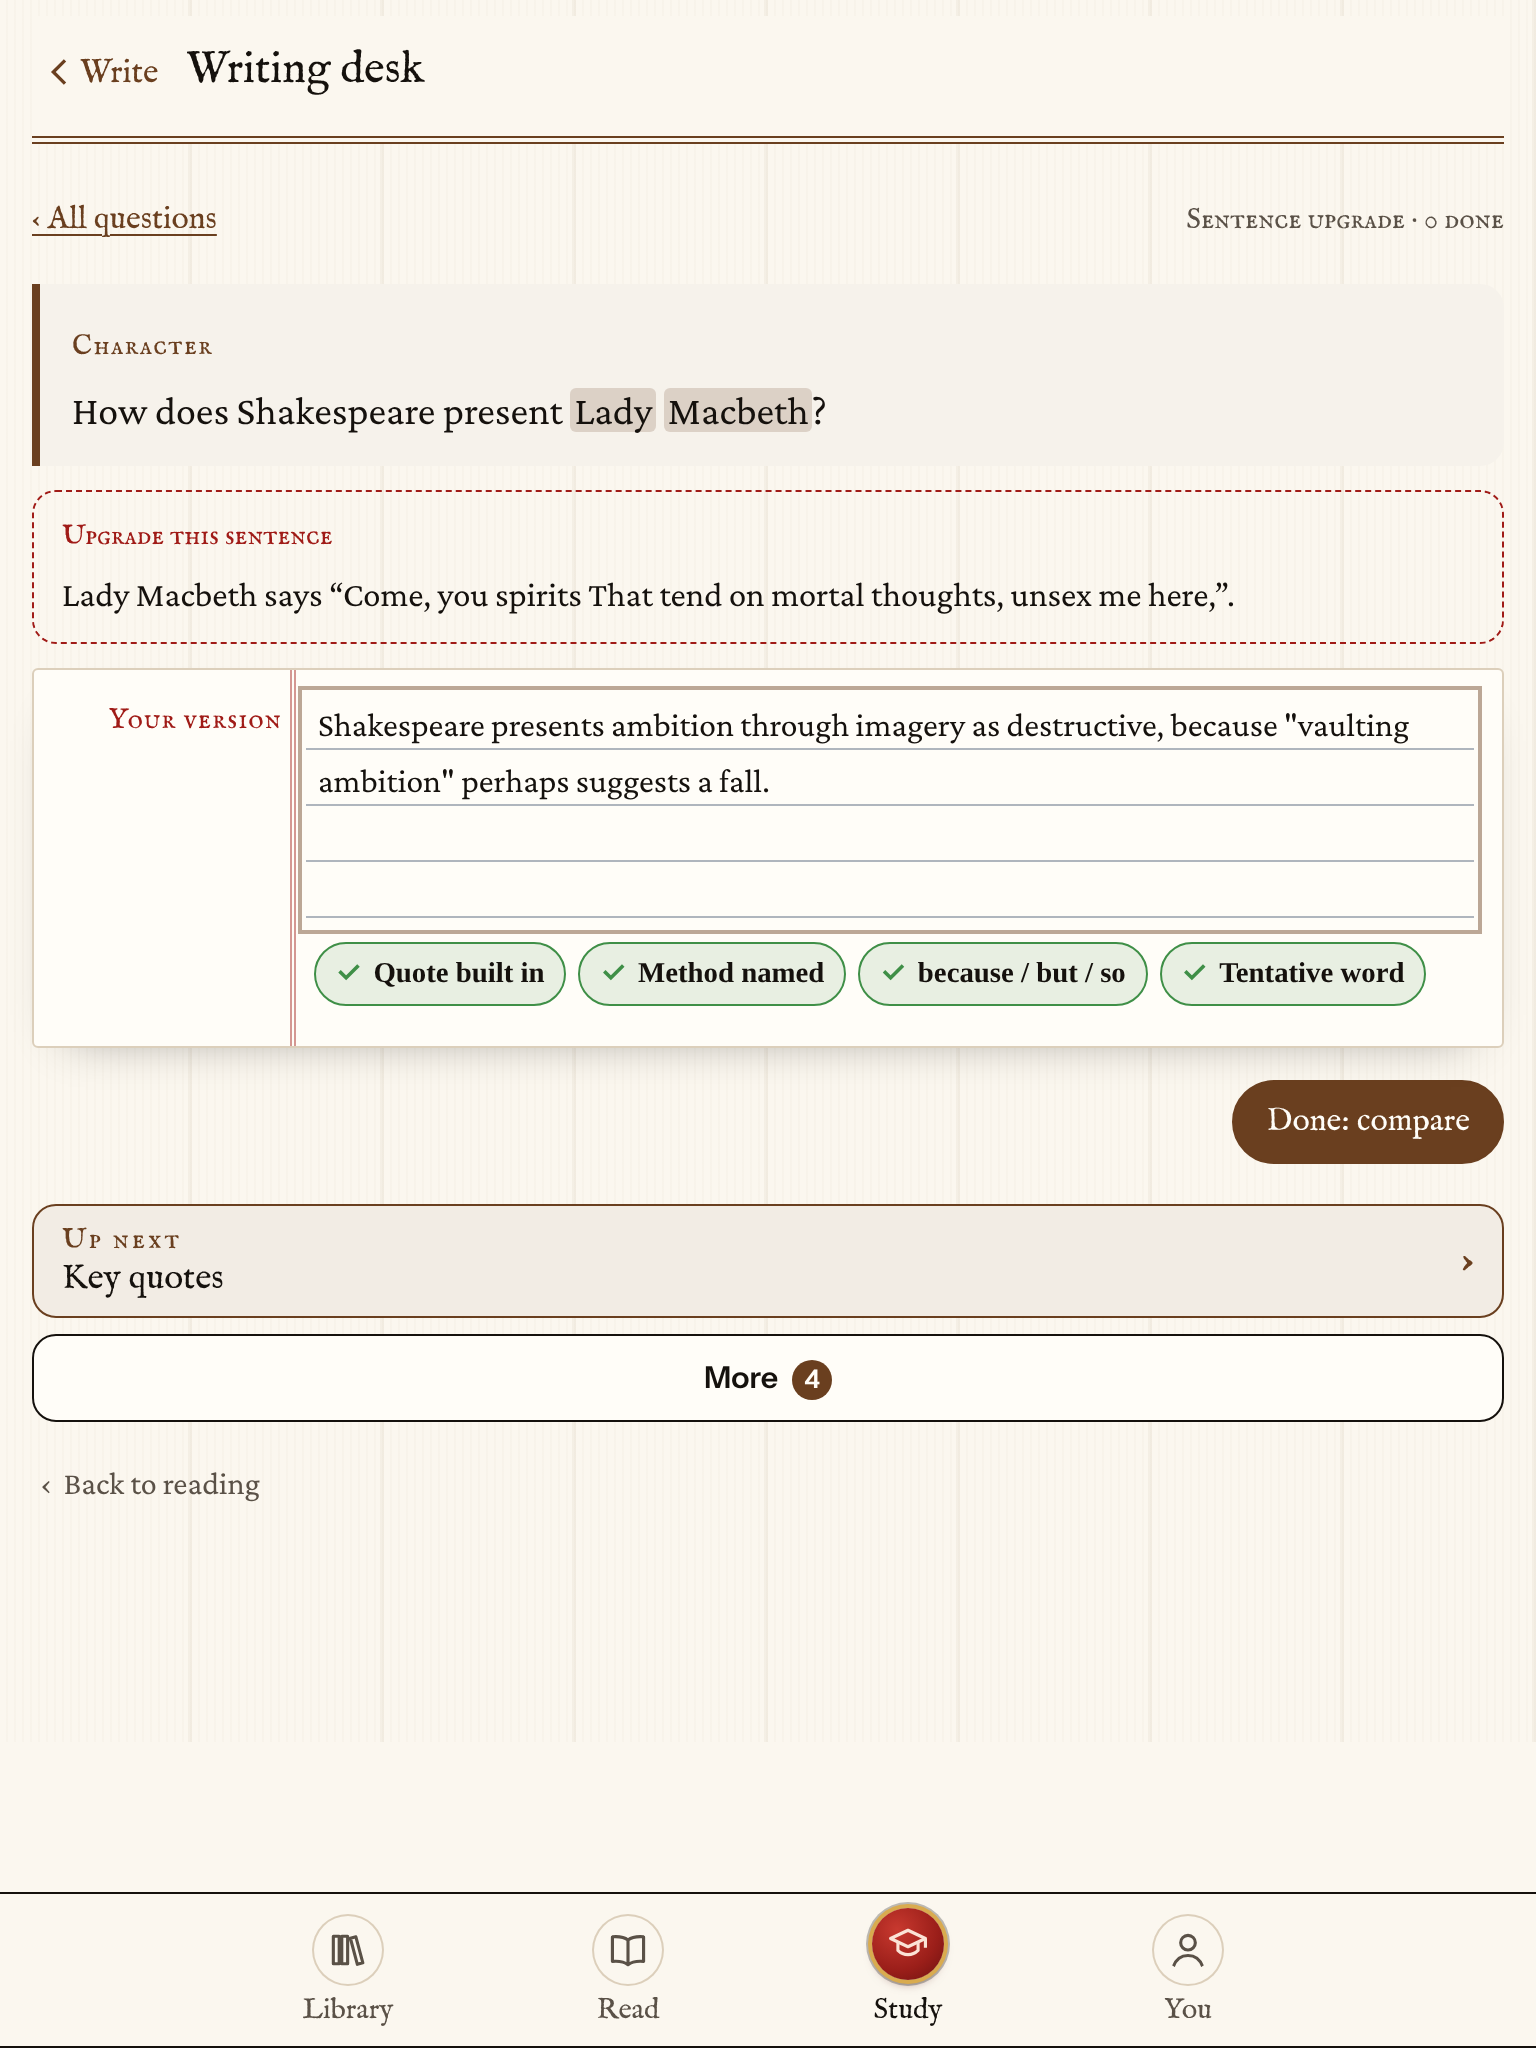 Write Writing desk
‹ All questions
Sentence upgrade · 0 done
Character
How does Shakespeare present Lady Macbeth?
Upgrade this sentence
Lady Macbeth says “Come, you spirits That tend on mortal thoughts, unsex me here,”.
Your version
Shakespeare presents ambition through imagery as destructive, because "vaulting
ambition" perhaps suggests a fall.
Quote built in
Method named
because / but / so
Tentative word
Done: compare
Up next
Key quotes
More 4
‹ Back to reading
Library
Read
Study
You